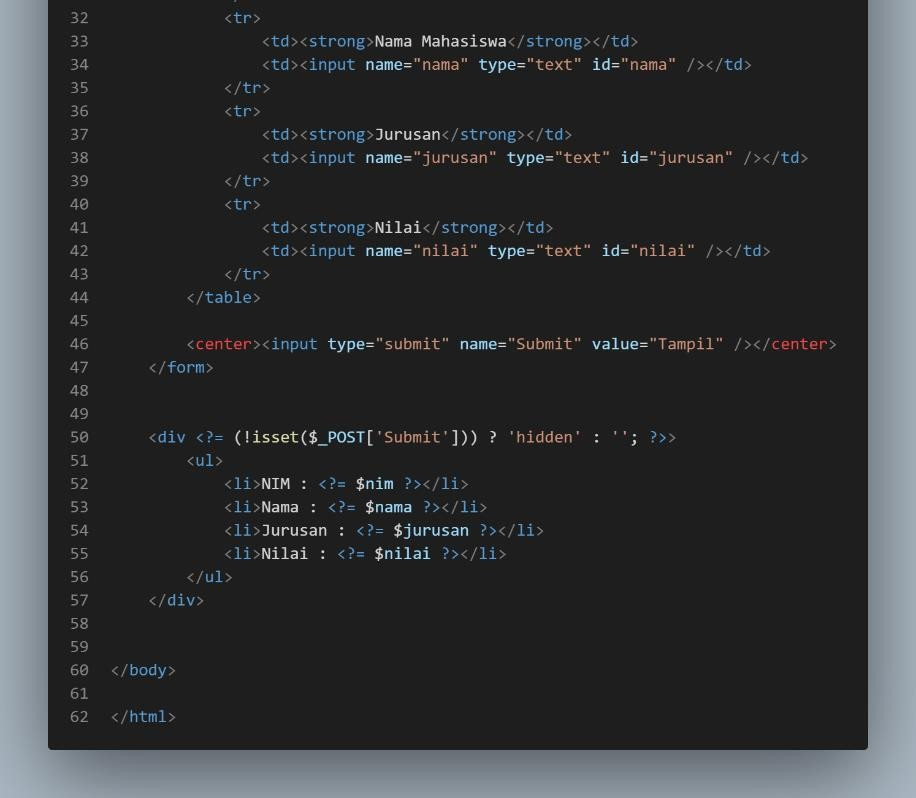 32 <tr>
33 <td><strong>Nama Mahasiswa</strong></td>
34 <td><input name="nama" type="text" id="nama" /></td>
35 </tr>
36 <tr>
37 <td><strong>Jurusan</strong></td>
38 <td><input name="jurusan" type="text" id="jurusan" /></td>
39 </tr>
40 <tr>
41 <td><strong>Nilai</strong></td>
42 <td><input name="nilai" type="text" id="nilai" /></td>
43 </tr>
44 </table>
45
46 <center><input type="submit" name="Submit" value="Tampil" /></center>
47 </form>
48
49
50 <div <?= (!isset($_POST['Submit'])) ? 'hidden' : ''; ?>>
51 <ul>
52 <li>NIM : <?= $nim ?></li>
53 <li>Nama : <?= $nama ?></li>
54 <li>Jurusan : <?= $jurusan ?></li>
55 <li>Nilai : <?= $nilai ?></li>
56 </ul>
57 </div>
58
59
60 </body>
61
62 </html>